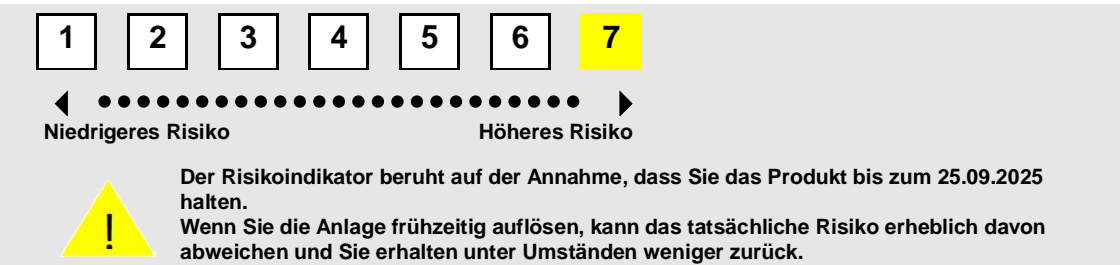 1 2 3 4 5 6 7
Niedrigeres Risiko Höheres Risiko
Der Risikoindikator beruht auf der Annahme, dass Sie das Produkt bis zum 25.09.2025
halten.
Wenn Sie die Anlage frühzeitig auflösen, kann das tatsächliche Risiko erheblich davon
abweichen und Sie erhalten unter Umständen weniger zurück.
!